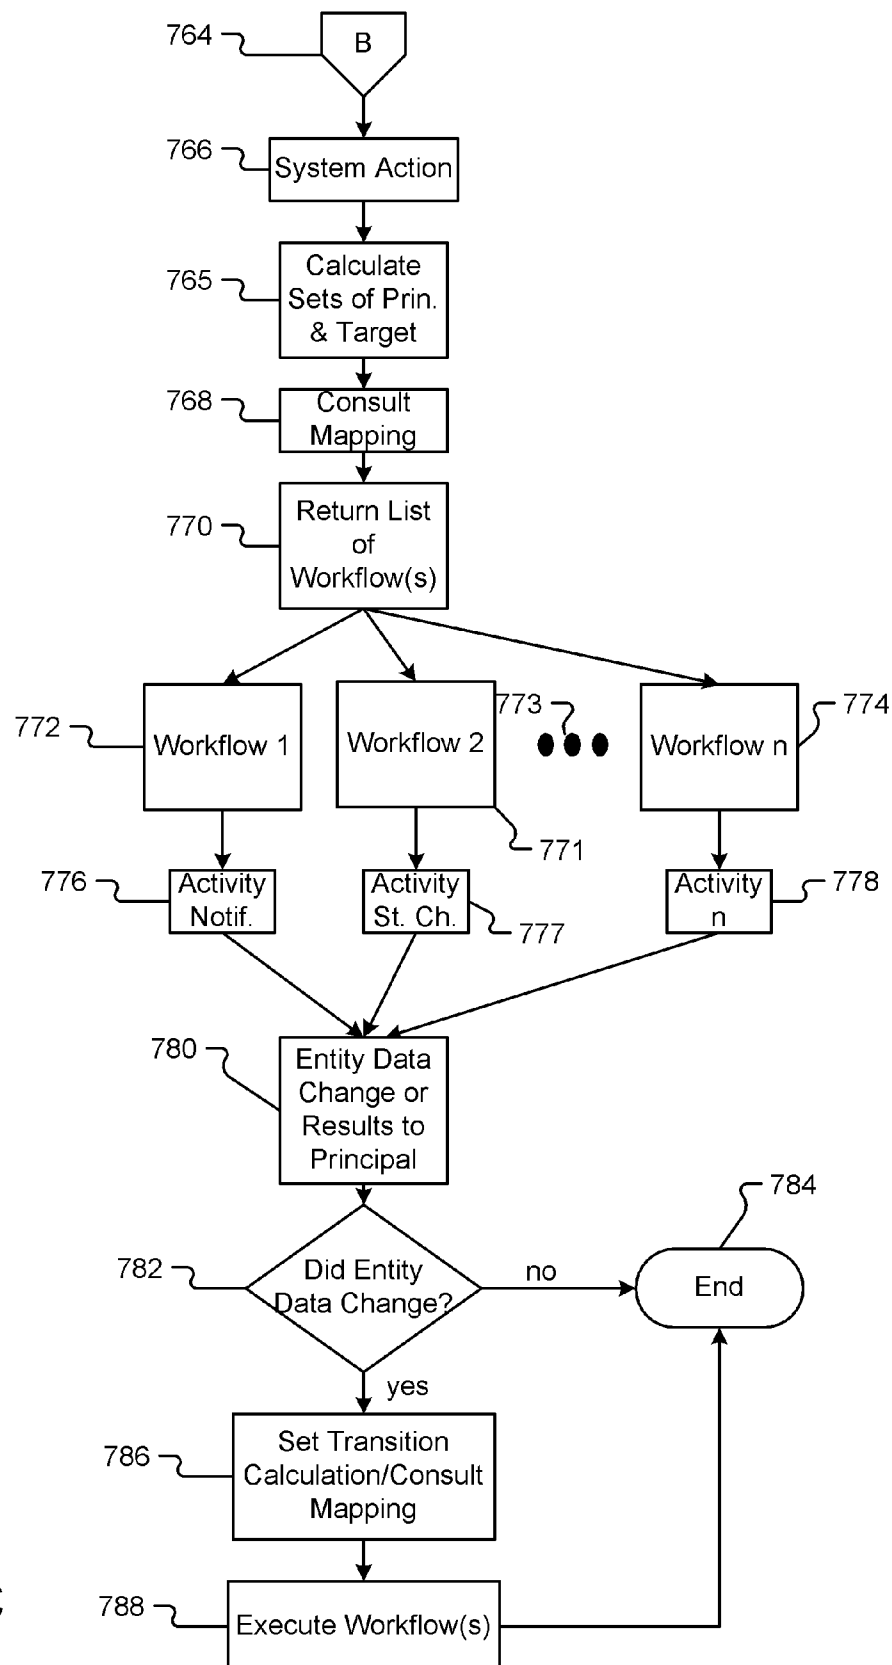 764
B
766
System Action
765
Calculate
Sets of Prin.
& Target
768
Consult
Mapping
770
Return List
of
Workflow(s)
772
Workflow 1
Workflow 2
773
Workflow n
774
771
776
Activity
Notif.
Activity
St. Ch.
777
Activity
n
778
780
Entity Data
Change or
Results to
Principal
784
782
Did Entity
Data Change?
no
End
yes
786
Set Transition
Calculation/Consult
Mapping
788
Execute Workflow(s)